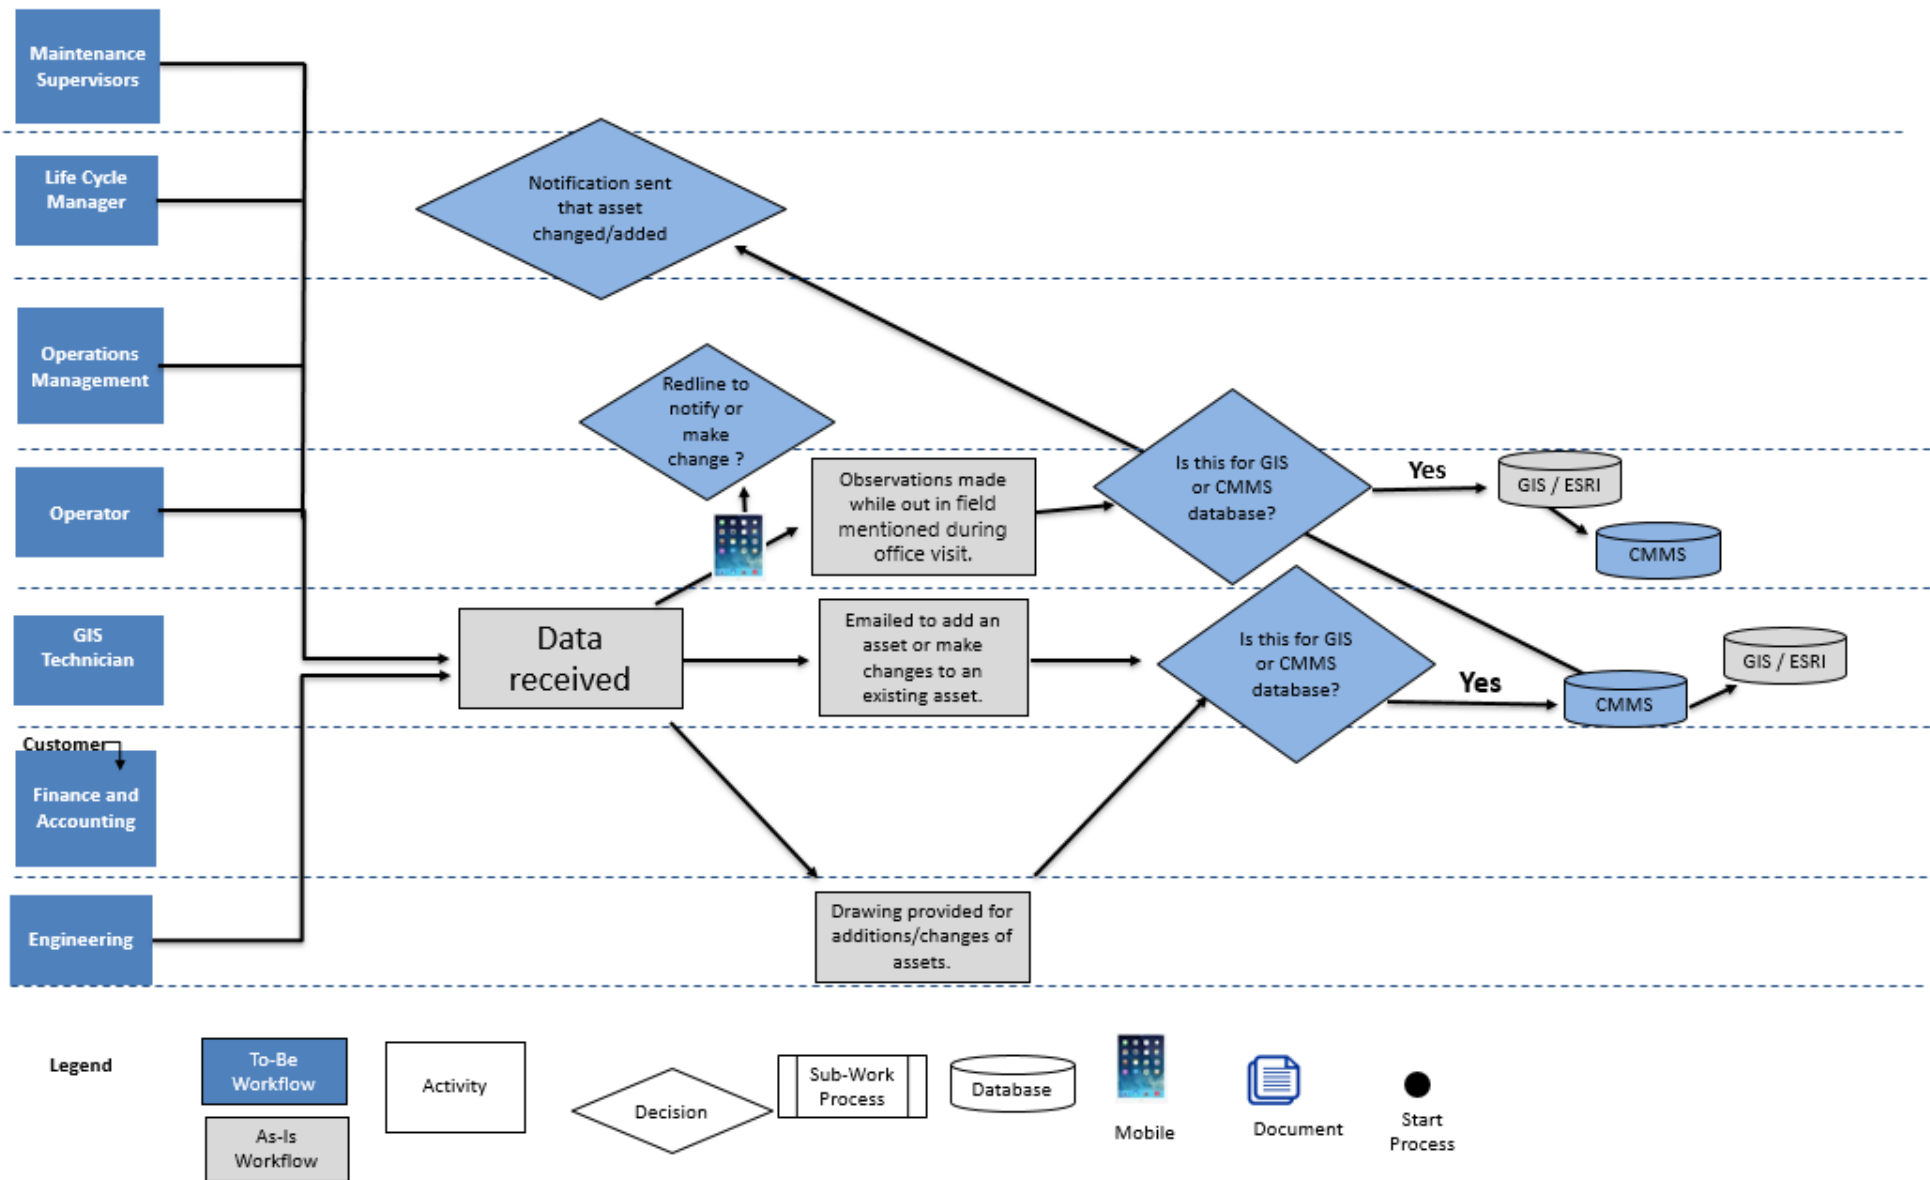 Maintenance
Supervisors
Life Cycle
Manager
Notification sent
that asset
changed/added
Operations
Management
Redline to
notify or
make
change ?
Operator
Observations made
while out in field
mentioned during
office visit.
Is this for GIS
or CMMS
database?
Yes
GIS / ESRI
CMMS
GIS
Technician
Data
received
Emailed to add an
asset or make
changes to an
existing asset.
Is this for GIS
or CMMS
database?
Yes
CMMS
GIS / ESRI
Customer
Finance and
Accounting
Engineering
Drawing provided for
additions/changes of
assets.
Legend
To-Be
Workflow
As-Is
Workflow
Activity
Decision
Sub-Work
Process
Database
Mobile
Document
Start
Process